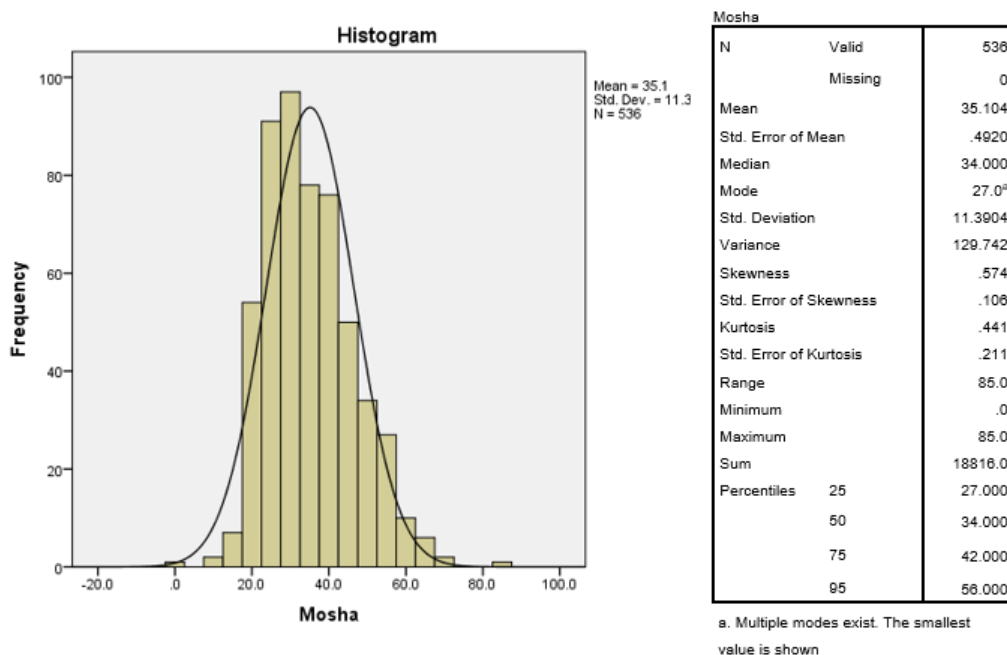 Histogram
Mean = 35.1
Std. Dev. = 11.3
N = 536
100
80
60
40
20
0
Frequency
-20.0 .0 20.0 40.0 60.0 80.0 100.0
Mosha
Mosha
N Valid 536
Missing 0
Mean 35.104
Std. Error of Mean .4920
Median 34.000
Mode 27.0a
Std. Deviation 11.3904
Variance 129.742
Skewness .574
Std. Error of Skewness .106
Kurtosis .441
Std. Error of Kurtosis .211
Range 85.0
Minimum .0
Maximum 85.0
Sum 18816.0
Percentiles 25 27.000
50 34.000
75 42.000
95 56.000
a. Multiple modes exist. The smallest
value is shown